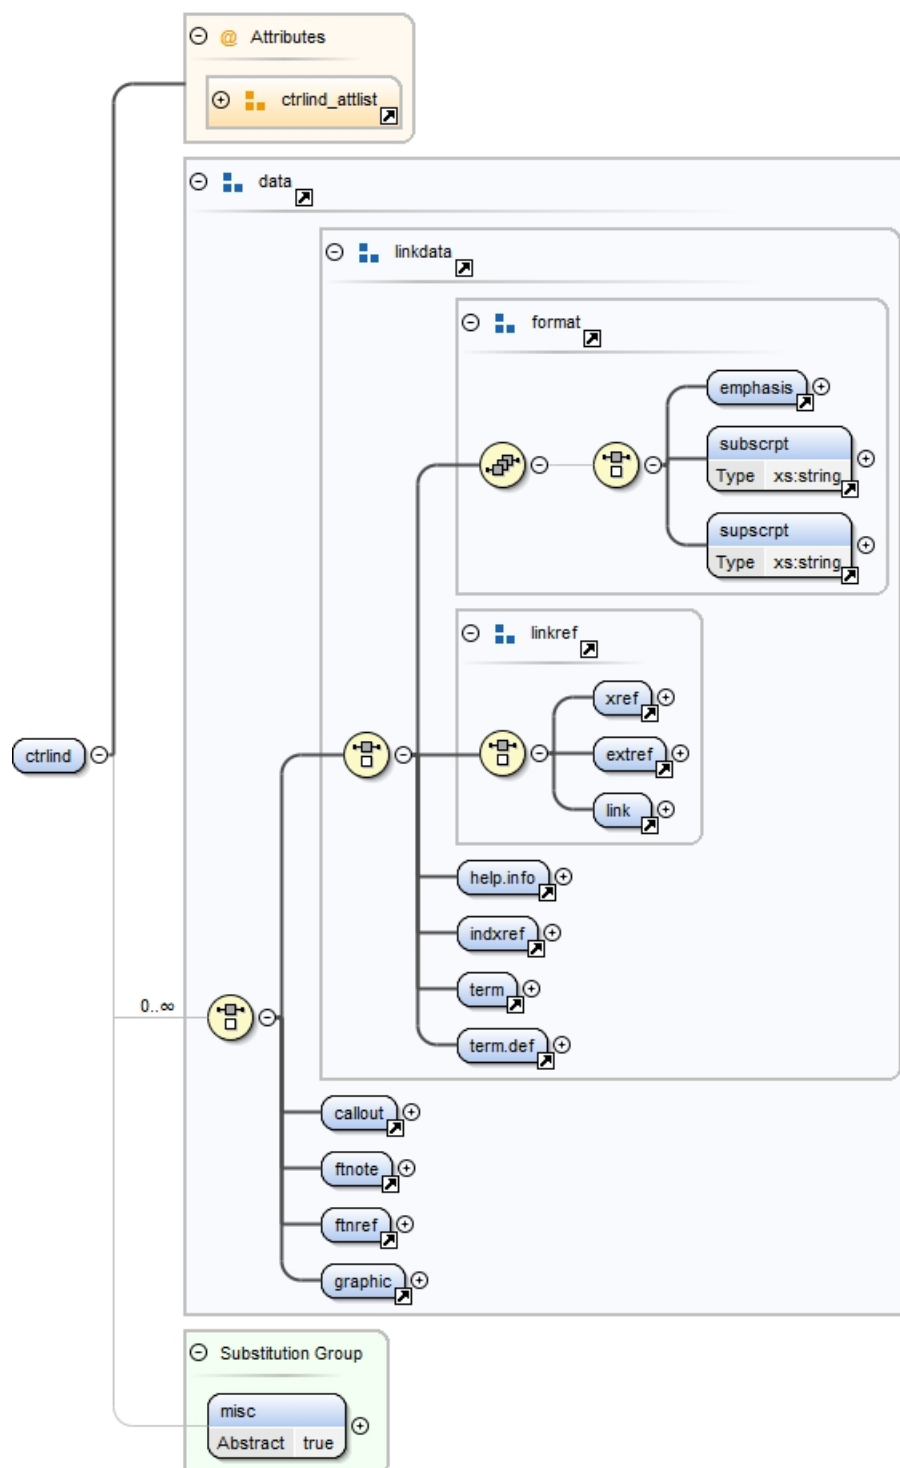 @ Attributes
ctrlind_attlist
data
linkdata
format
emphasis
subscrpt
Type xs:string
supscrpt
Type xs:string
linkref
xref
extref
link
ctrlind
help.info
indxref
term
0..∞
term.def
callout
ftnote
ftnref
graphic
Substitution Group
misc
Abstract true